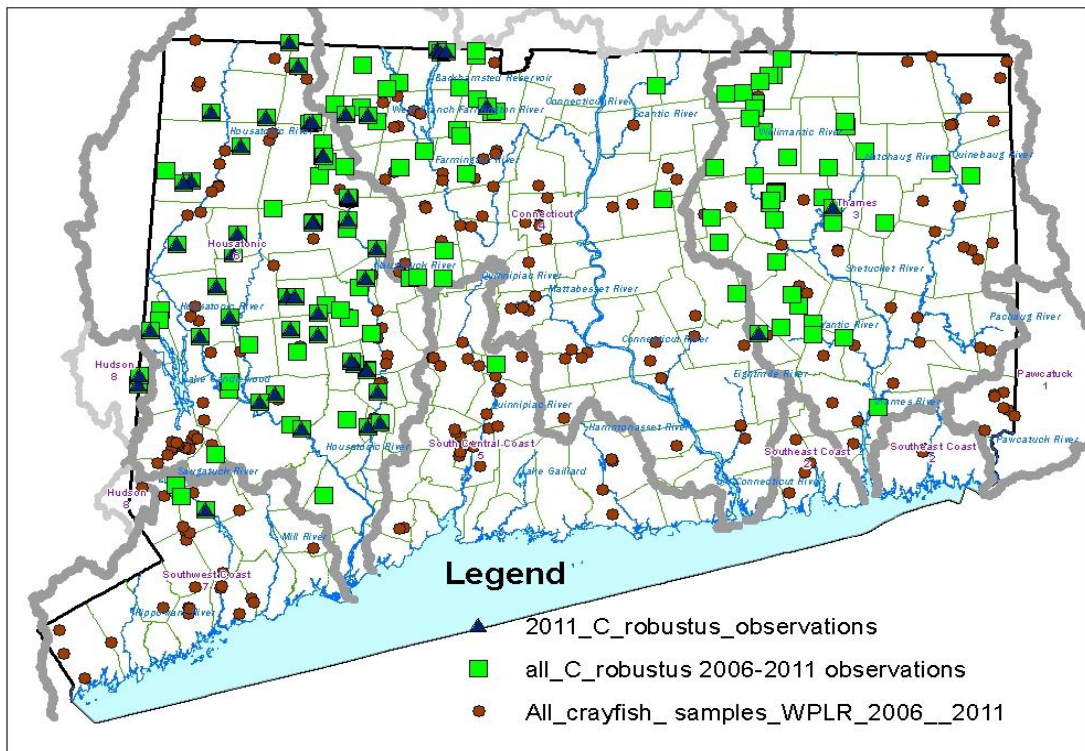 Barkhamsted Reservoir
West Branch Farmington River
Connecticut River
Scantic River
Housatonic River
Willimantic River
Farmington River
Natchaug River
Quinebaug River
Thames
3
Connecticut
4
Housatonic
6
Naugatuck River
Quinnipiac River
Shetucket River
Mattabesset River
Housatonic River
Pachaug River
Yantic River
Connecticut River
Hudson
8
Lake Candlewood
Eightmile River
Pawcatuck
1
Thames River
Quinnipiac River
Housatonic River
Hammonasset River
South Central Coast
5
Southeast Coast
2
Southeast Coast
2
Pawcatuck River
Saugatuck River
Lake Gaillard
Connecticut River
Hudson
8
Mill River
Southwest Coast
7
Rippowam River
Legend
2011_C_robustus_observations
all_C_robustus 2006-2011 observations
All_crayfish_ samples_WPLR_2006__2011